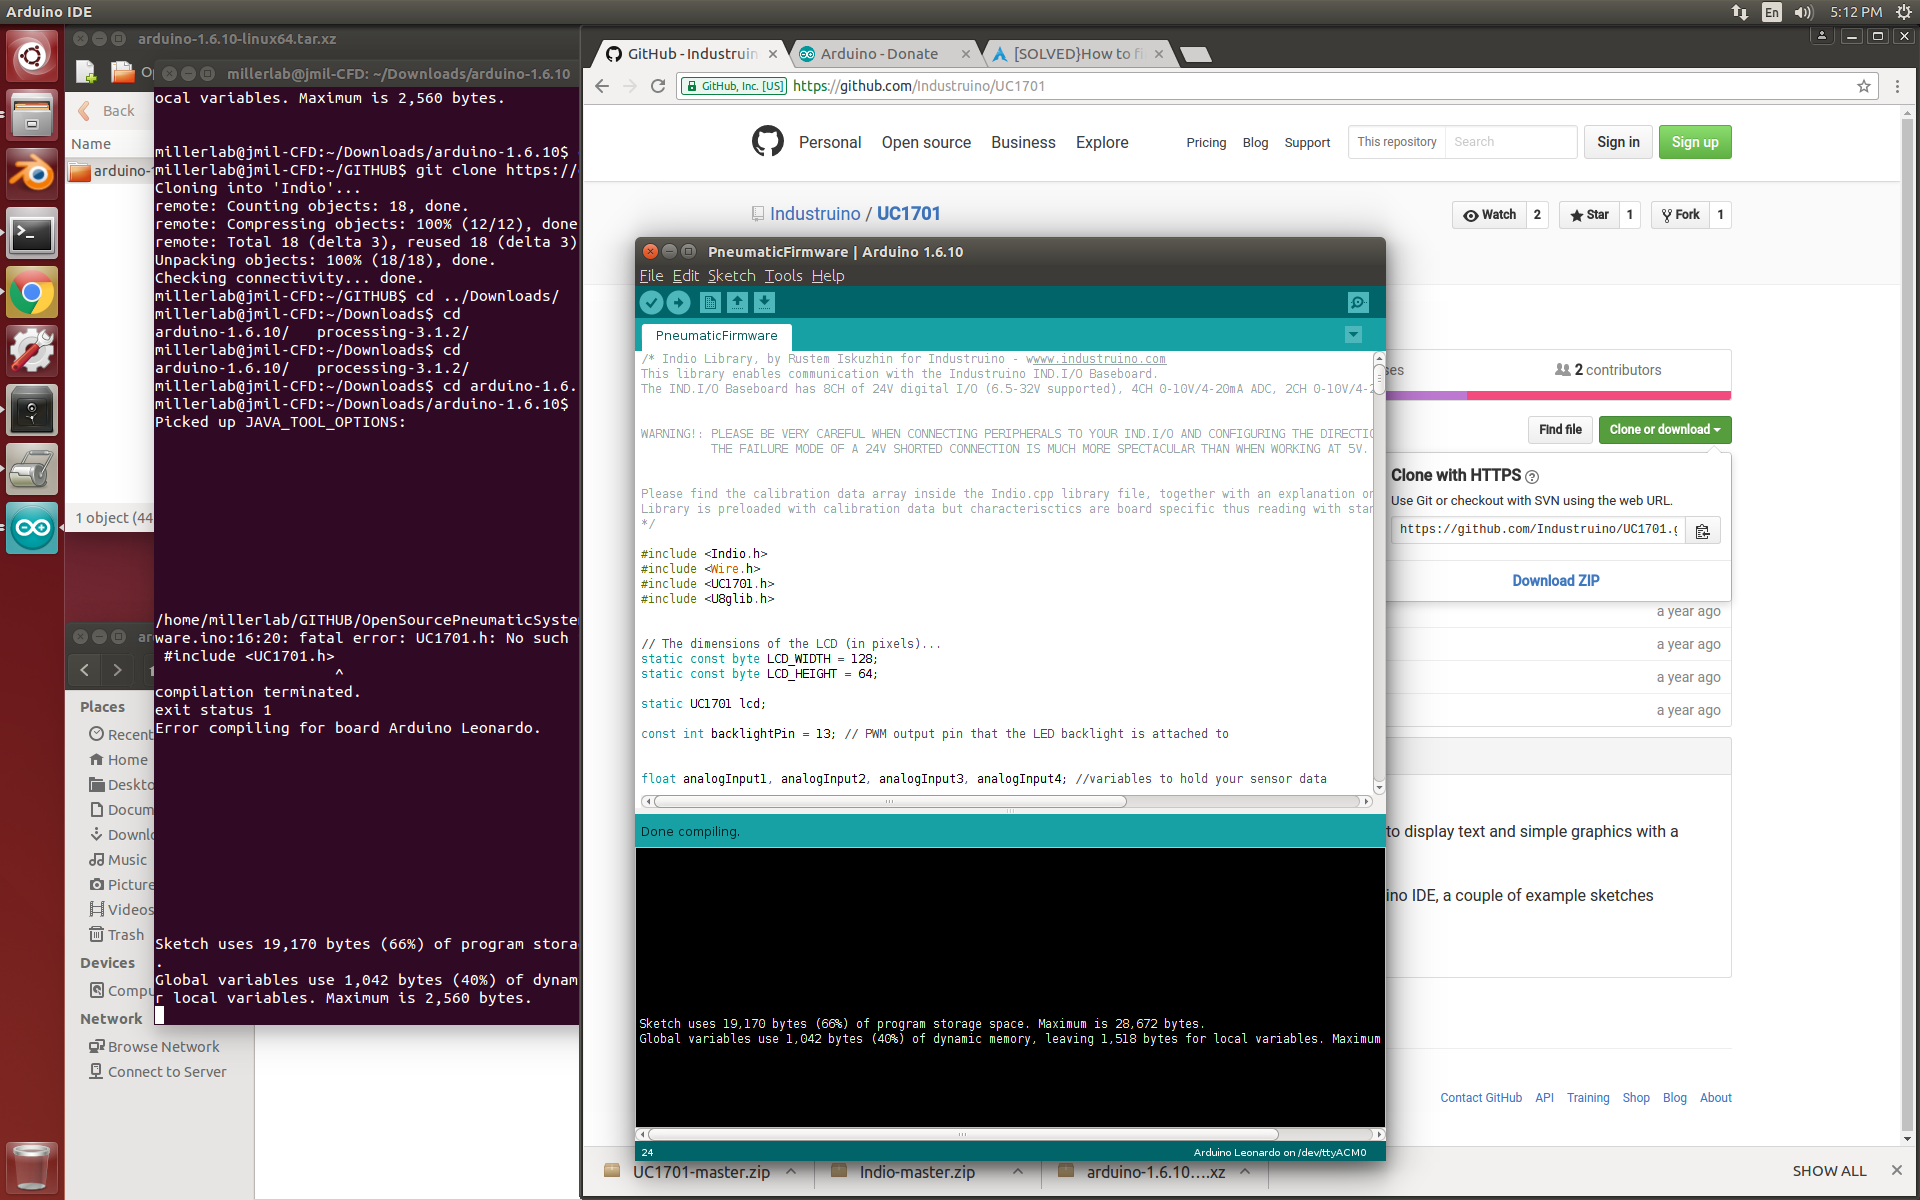 Arduino IDE
En
5:12 PM
arduino-1.6.10-linux64.tar.xz
Back
Name
arduino-1
1 object (44
millerlab@jmil-CFD: ~/Downloads/arduino-1.6.10
ocal variables. Maximum is 2,560 bytes.
millerlab@jmil-CFD:~/Downloads/arduino-1.6.10$
millerlab@jmil-CFD:~/GITHUB$ git clone https://
Cloning into 'Indio'...
remote: Counting objects: 18, done.
remote: Compressing objects: 100% (12/12), done
remote: Total 18 (delta 3), reused 18 (delta 3)
Unpacking objects: 100% (18/18), done.
Checking connectivity... done.
millerlab@jmil-CFD:~/GITHUB$ cd ../Downloads/
millerlab@jmil-CFD:~/Downloads$ cd
arduino-1.6.10/   processing-3.1.2/
millerlab@jmil-CFD:~/Downloads$ cd
arduino-1.6.10/   processing-3.1.2/
millerlab@jmil-CFD:~/Downloads$ cd arduino-1.6.
millerlab@jmil-CFD:~/Downloads/arduino-1.6.10$
Picked up JAVA_TOOL_OPTIONS:
/home/millerlab/GITHUB/OpenSourcePneumaticSyste
ware.ino:16:20: fatal error: UC1701.h: No such
#include <UC1701.h>
^
compilation terminated.
exit status 1
Error compiling for board Arduino Leonardo.
Sketch uses 19,170 bytes (66%) of program stora
.
Global variables use 1,042 bytes (40%) of dynam
r local variables. Maximum is 2,560 bytes.
Places
Recent
Home
Deskto
Docum
Downlo
Music
Picture
Videos
Trash
Devices
Compu
Network
Browse Network
Connect to Server
GitHub - Industruin
Arduino - Donate
[SOLVED]How to fi
GitHub, Inc. [US]
https://github.com/Industruino/UC1701
Personal Open source Business Explore
Pricing Blog Support
This repository Search
Sign in Sign up
Industruino / UC1701
Watch 2
Star 1
Fork 1
ses
2 contributors
Find file
Clone or download
Clone with HTTPS
Use Git or checkout with SVN using the web URL.
https://github.com/Industruino/UC1701.g
Download ZIP
a year ago
a year ago
a year ago
a year ago
to display text and simple graphics with a
ino IDE, a couple of example sketches
Contact GitHub API Training Shop Blog About
PneumaticFirmware | Arduino 1.6.10
File Edit Sketch Tools Help
PneumaticFirmware
/* Indio Library, by Rustem Iskuzhin for Industruino - wwww.industruino.com
This library enables communication with the Industruino IND.I/O Baseboard.
The IND.I/O Baseboard has 8CH of 24V digital I/O (6.5-32V supported), 4CH 0-10V/4-20mA ADC, 2CH 0-10V/4-2
WARNING!: PLEASE BE VERY CAREFUL WHEN CONNECTING PERIPHERALS TO YOUR IND.I/O AND CONFIGURING THE DIRECTIO
THE FAILURE MODE OF A 24V SHORTED CONNECTION IS MUCH MORE SPECTACULAR THAN WHEN WORKING AT 5V.
Please find the calibration data array inside the Indio.cpp library file, together with an explanation on
Library is preloaded with calibration data but characterisctics are board specific thus reading with stan
*/
#include <Indio.h>
#include <Wire.h>
#include <UC1701.h>
#include <U8glib.h>
// The dimensions of the LCD (in pixels)...
static const byte LCD_WIDTH = 128;
static const byte LCD_HEIGHT = 64;
static UC1701 lcd;
const int backlightPin = 13; // PWM output pin that the LED backlight is attached to
float analogInput1, analogInput2, analogInput3, analogInput4; //variables to hold your sensor data
Done compiling.
Sketch uses 19,170 bytes (66%) of program storage space. Maximum is 28,672 bytes.
Global variables use 1,042 bytes (40%) of dynamic memory, leaving 1,518 bytes for local variables. Maximum
24
Arduino Leonardo on /dev/ttyACM0
UC1701-master.zip
Indio-master.zip
arduino-1.6.10....xz
SHOW ALL